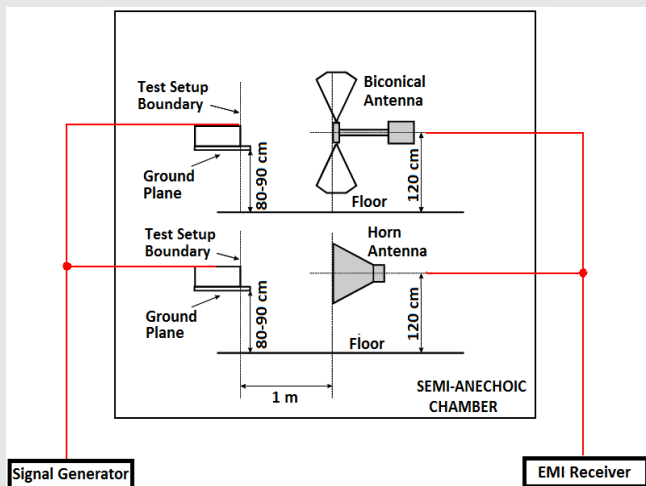 Test Setup
Boundary
Biconical
Antenna
Ground
Plane
80-90 cm
120 cm
Floor
Test Setup
Boundary
Horn
Antenna
Ground
Plane
80-90 cm
120 cm
Floor
1 m
SEMI-ANECHOIC
CHAMBER
Signal Generator
EMI Receiver